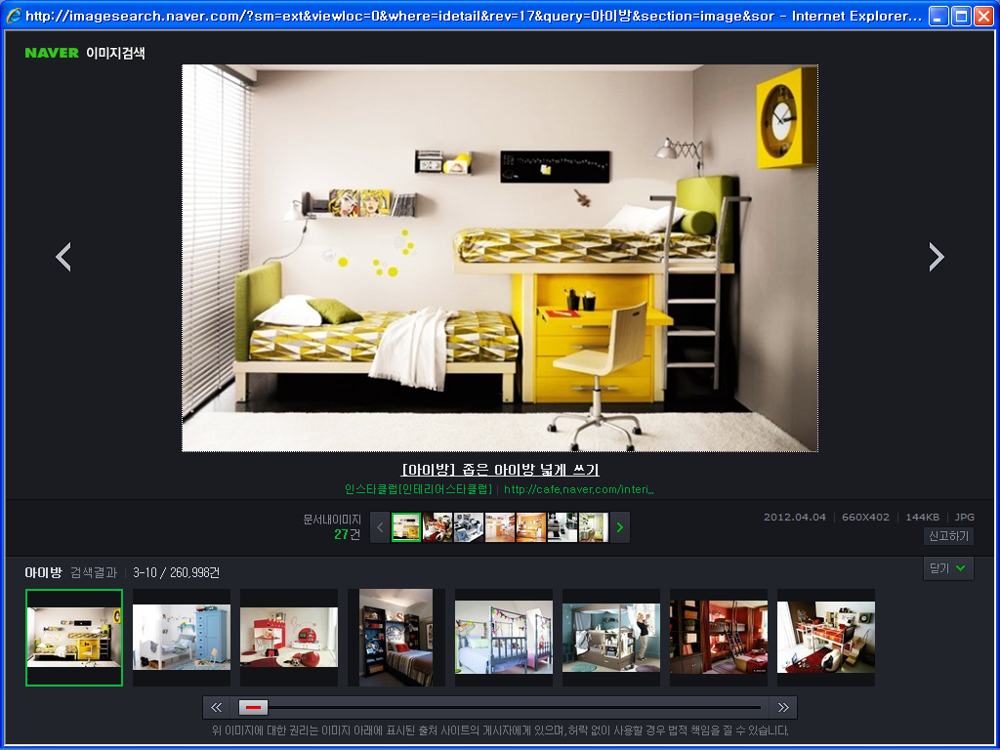 http://imagesearch.naver.com/?sm=ext&viewloc=0&where=idetail&rev=17&query=아이방&section=image&sor - Internet Explorer...
NAVER 이미지검색
[아이방] 좁은 아이방 넓게 쓰기
인스타클럽[인테리어스타클럽] | http://cafe.naver.com/interi...
문서내이미지
27건
2012.04.04 | 660X402 | 144KB | JPG
신고하기
아이방 검색결과 | 3-10 / 260,998건
닫기
위 이미지에 대한 권리는 이미지 아래에 표시된 출처 사이트의 게시자에게 있으며, 허락 없이 사용할 경우 법적 책임을 질 수 있습니다.